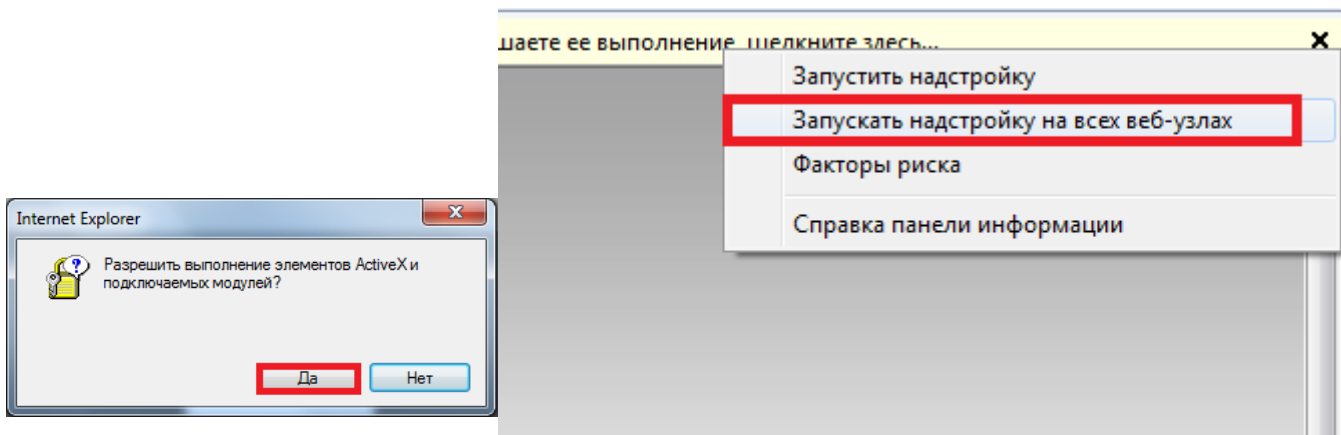 Internet Explorer
Разрешить выполнение элементов ActiveX и
подключаемых модулей?
Да
Нет
шаете ее выполнение, щелкните здесь...
Запустить надстройку
Запускать надстройку на всех веб-узлах
Факторы риска
Справка панели информации